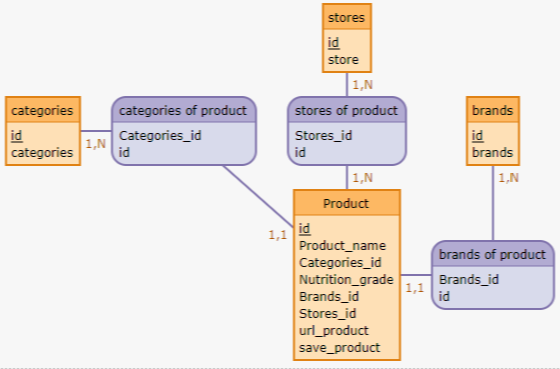 stores
id
store
1,N
categories
id
categories
1,N
categories of product
Categories_id
id
stores of product
Stores_id
id
brands
id
brands
1,N
1,N
Product
id
Product_name
Categories_id
Nutrition_grade
Brands_id
Stores_id
url_product
save_product
1,1
1,1
brands of product
Brands_id
id